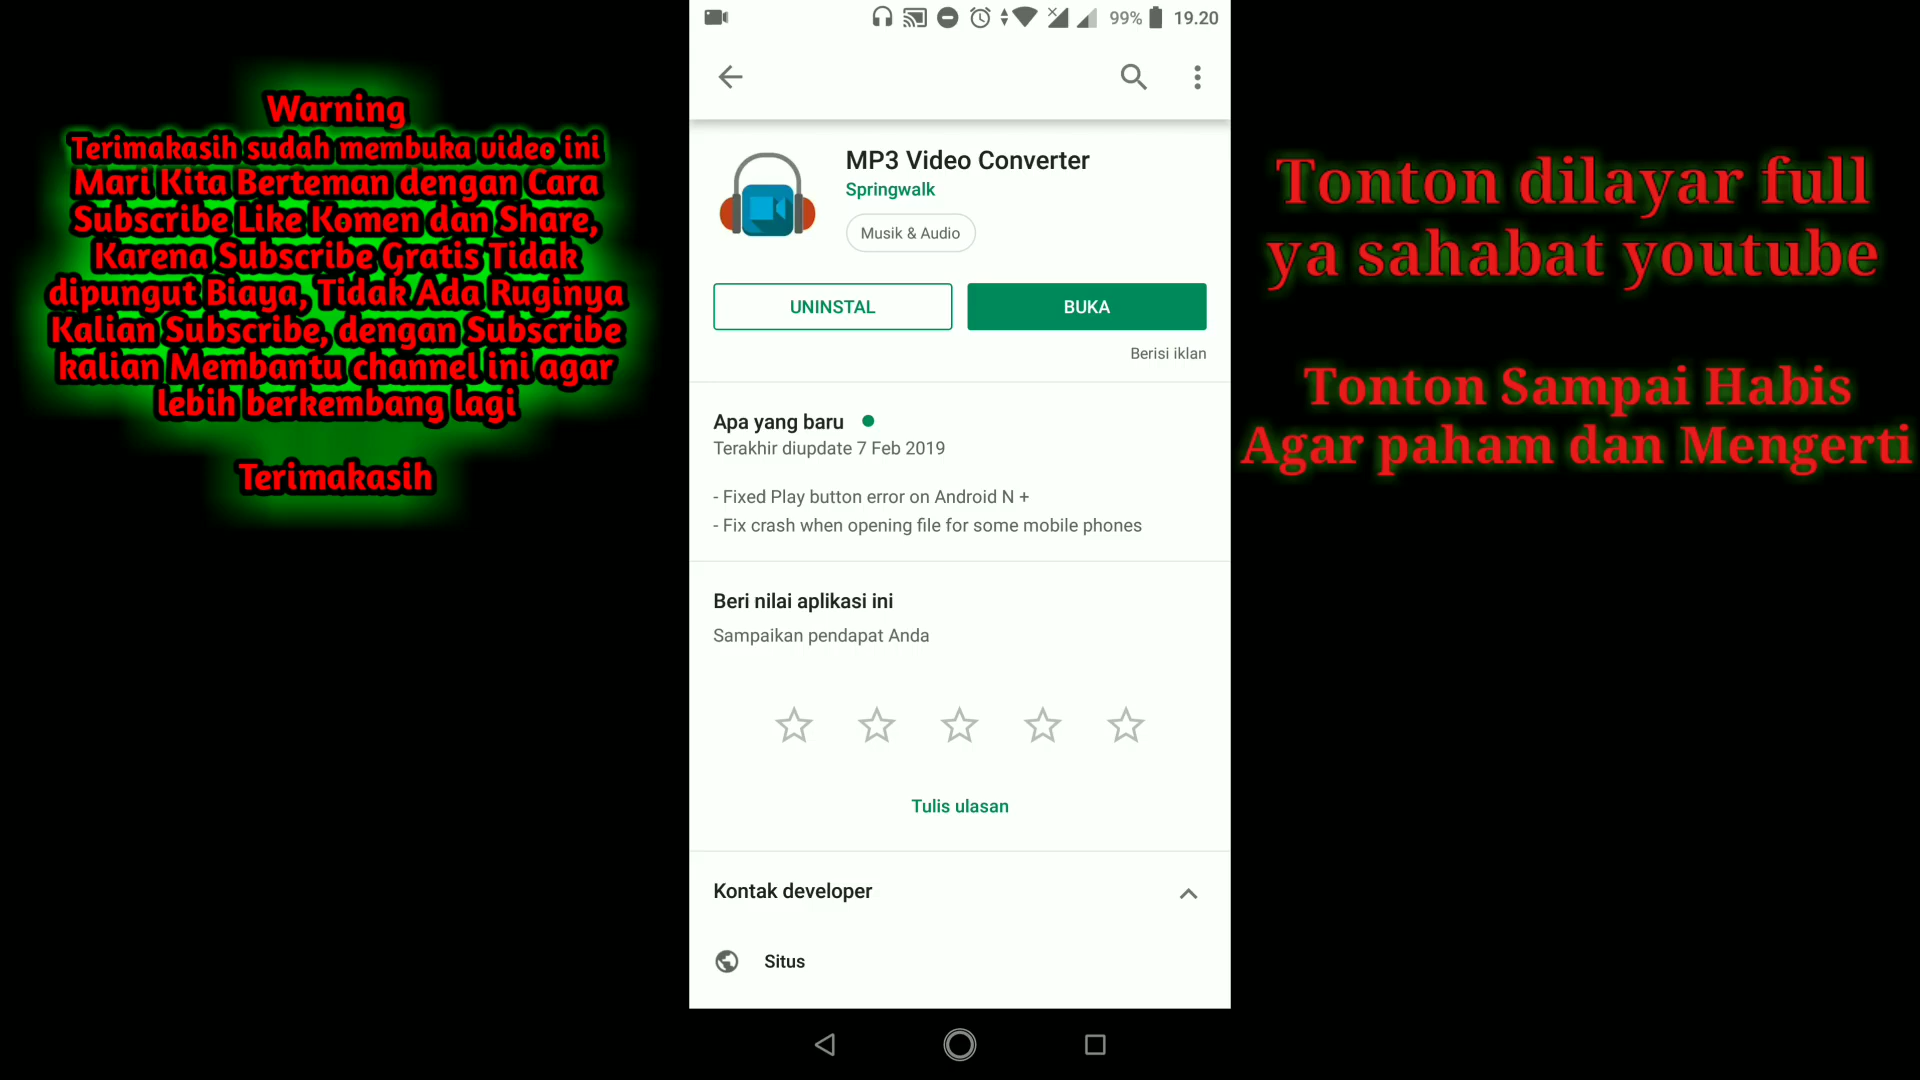 Warning
Terimakasih sudah membuka video ini
Mari Kita Berteman dengan Cara
Subscribe Like Komen dan Share,
Karena Subscribe Gratis Tidak
dipungut Biaya, Tidak Ada Ruginya
Kalian Subscribe, dengan Subscribe
kalian Membantu channel ini agar
lebih berkembang lagi
Terimakasih
99% 19.20
MP3 Video Converter
Springwalk
Musik & Audio
UNINSTAL
BUKA
Berisi iklan
Apa yang baru
Terakhir diupdate 7 Feb 2019
- Fixed Play button error on Android N +
- Fix crash when opening file for some mobile phones
Beri nilai aplikasi ini
Sampaikan pendapat Anda
Tulis ulasan
Kontak developer
Situs
Tonton dilayar full
ya sahabat youtube
Tonton Sampai Habis
Agar paham dan Mengerti